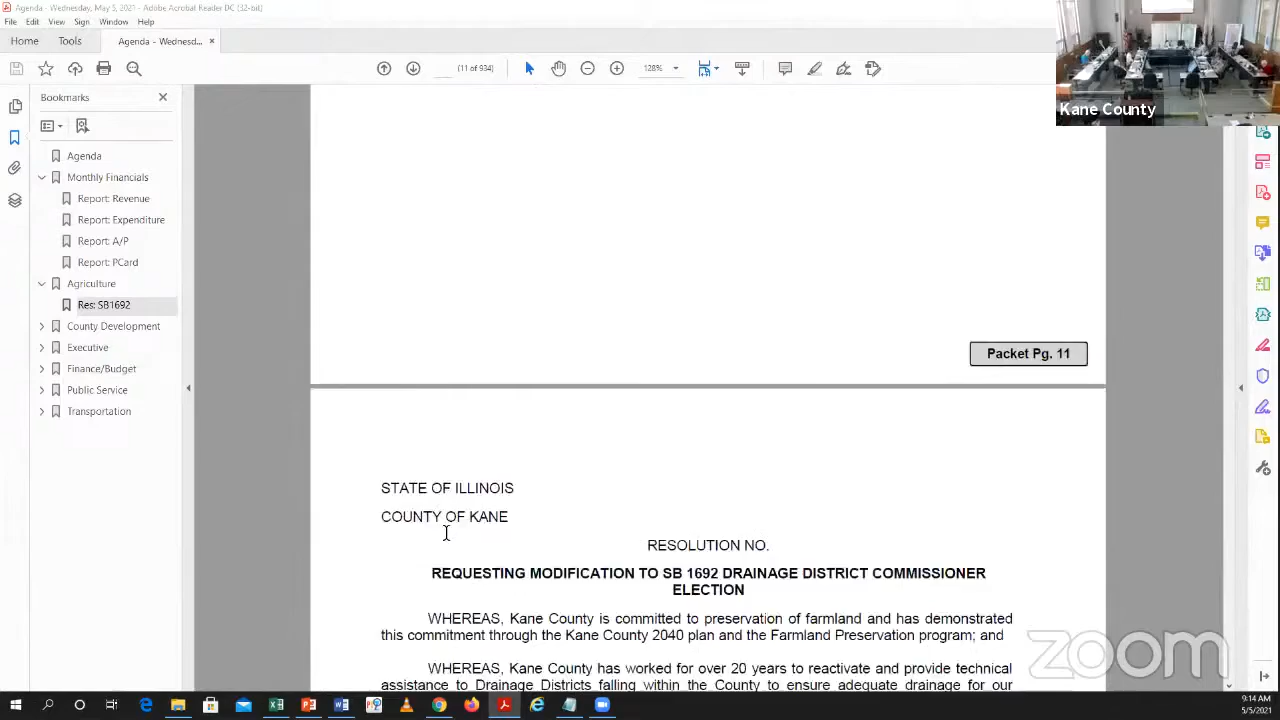 Agenda - Wednesday, May 5, 2021 - Adobe Acrobat Reader DC (32-bit)
File Edit View Sign Window Help
Home Tools Agenda - Wednesd... ×
(11 of 934) 128%
Kane County
Bookmarks
Agenda
Monthly Financials
Report: Revenue
Report: Expenditure
Report: A/P
Report: PCard
Agriculture
Res: SB1692
County Development
Executive
Finance/Budget
Public Service
Transportation
Packet Pg. 11
STATE OF ILLINOIS
COUNTY OF KANE
RESOLUTION NO.
REQUESTING MODIFICATION TO SB 1692 DRAINAGE DISTRICT COMMISSIONER
ELECTION
WHEREAS, Kane County is committed to preservation of farmland and has demonstrated
this commitment through the Kane County 2040 plan and the Farmland Preservation program; and
WHEREAS, Kane County has worked for over 20 years to reactivate and provide technical
assistance to Drainage Districts falling within the County to ensure adequate drainage for our
zoom
9:14 AM
5/5/2021